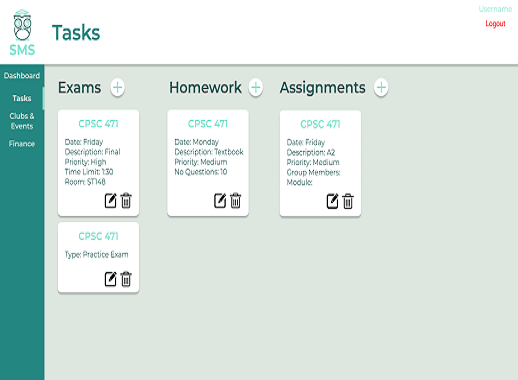 Username
Logout
SMS
Tasks
Dashboard
Tasks
Clubs &
Events
Finance
Exams +
CPSC 471
Date: Friday
Description: Final
Priority: High
Time Limit: 1:30
Room: ST148
CPSC 471
Type: Practice Exam
Homework +
CPSC 471
Date: Monday
Description: Textbook
Priority: Medium
No Questions: 10
Assignments +
CPSC 471
Date: Friday
Description: A2
Priority: Medium
Group Members:
Module: